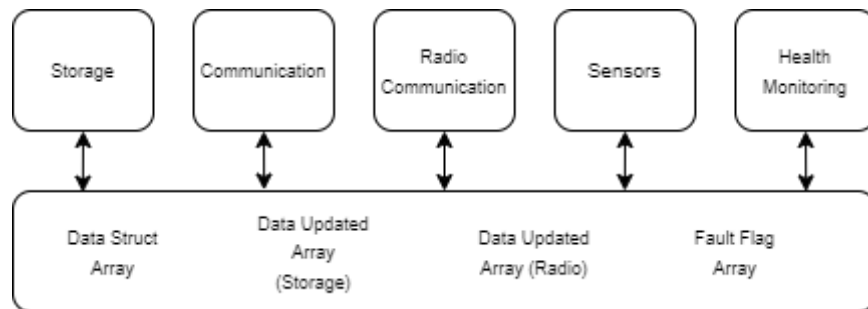 Storage
Communication
Radio
Communication
Sensors
Health
Monitoring
Data Struct
Array
Data Updated
Array
(Storage)
Data Updated
Array (Radio)
Fault Flag
Array